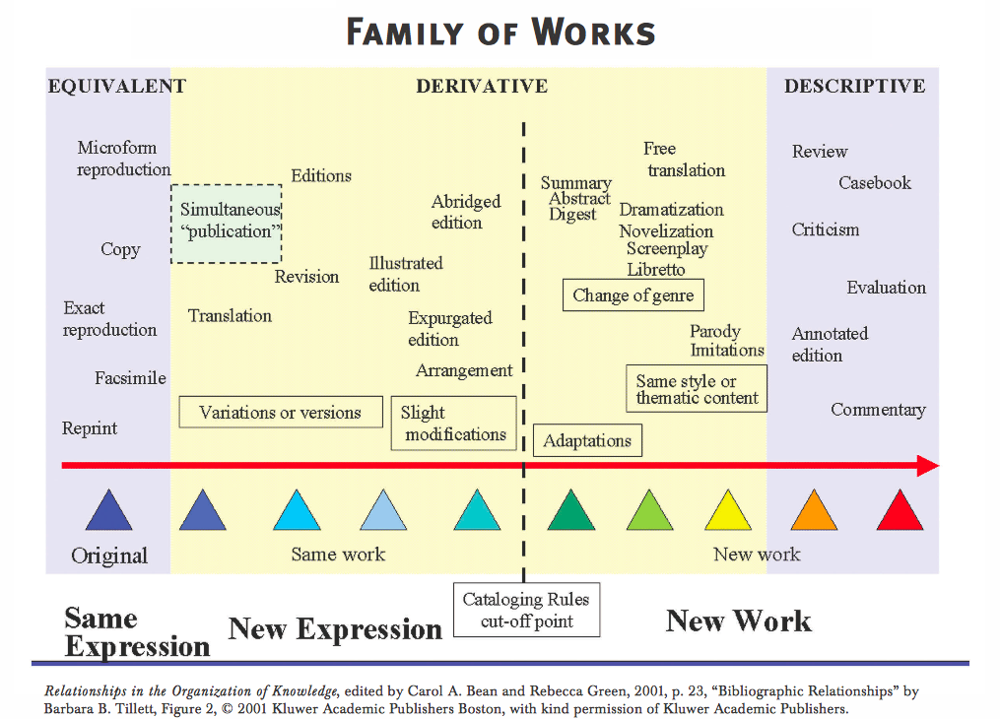 FAMILY OF WORKS
EQUIVALENT
DERIVATIVE
DESCRIPTIVE
Microform
reproduction
Copy
Exact
reproduction
Facsimile
Reprint
Simultaneous
“publication”
Editions
Revision
Translation
Abridged
edition
Illustrated
edition
Expurgated
edition
Arrangement
Variations or versions
Slight
modifications
Free
translation
Summary
Abstract
Digest
Dramatization
Novelization
Screenplay
Libretto
Change of genre
Parody
Imitations
Same style or
thematic content
Adaptations
Review
Casebook
Criticism
Evaluation
Annotated
edition
Commentary
Original
Same work
New work
Same
Expression
New Expression
Cataloging Rules
cut-off point
New Work
Relationships in the Organization of Knowledge, edited by Carol A. Bean and Rebecca Green, 2001, p. 23, “Bibliographic Relationships” by
Barbara B. Tillett, Figure 2, © 2001 Kluwer Academic Publishers Boston, with kind permission of Kluwer Academic Publishers.